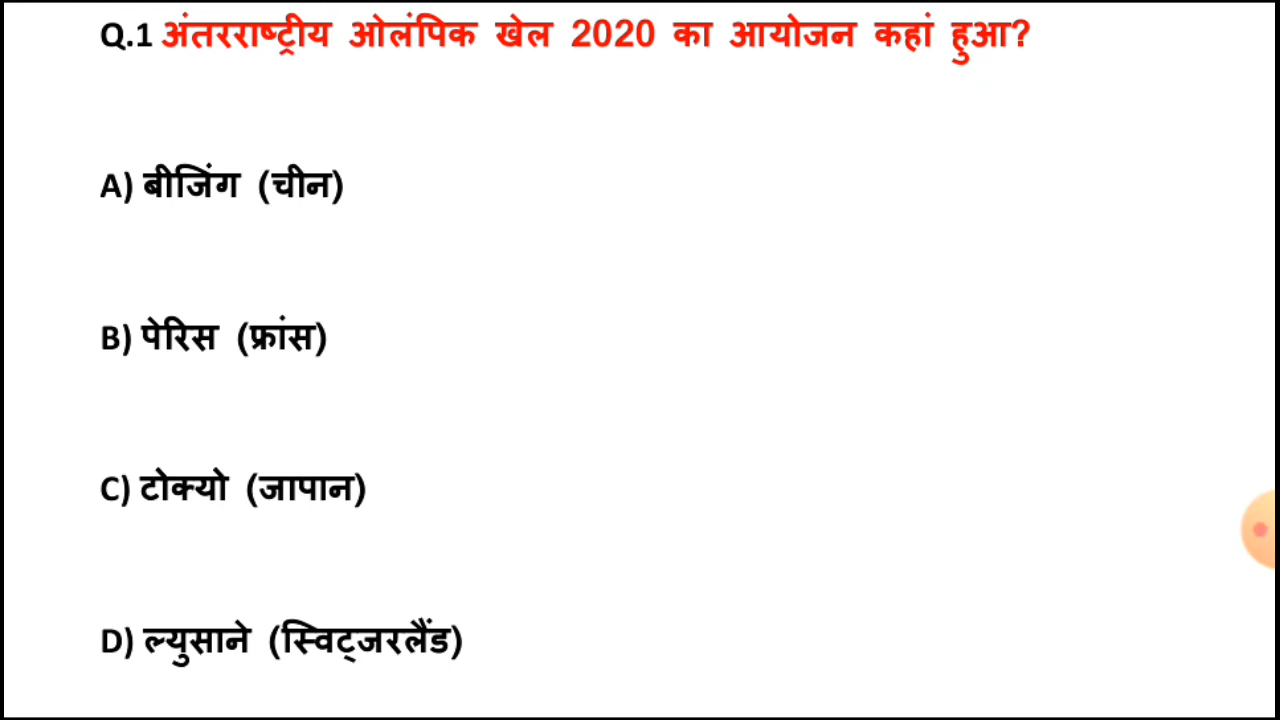 Q.1 अंतरराष्ट्रीय ओलंपिक खेल 2020 का आयोजन कहां हुआ?
A) बीजिंग (चीन)
B) पेरिस (फ्रांस)
C) टोक्यो (जापान)
D) ल्युसाने (स्विट्जरलैंड)